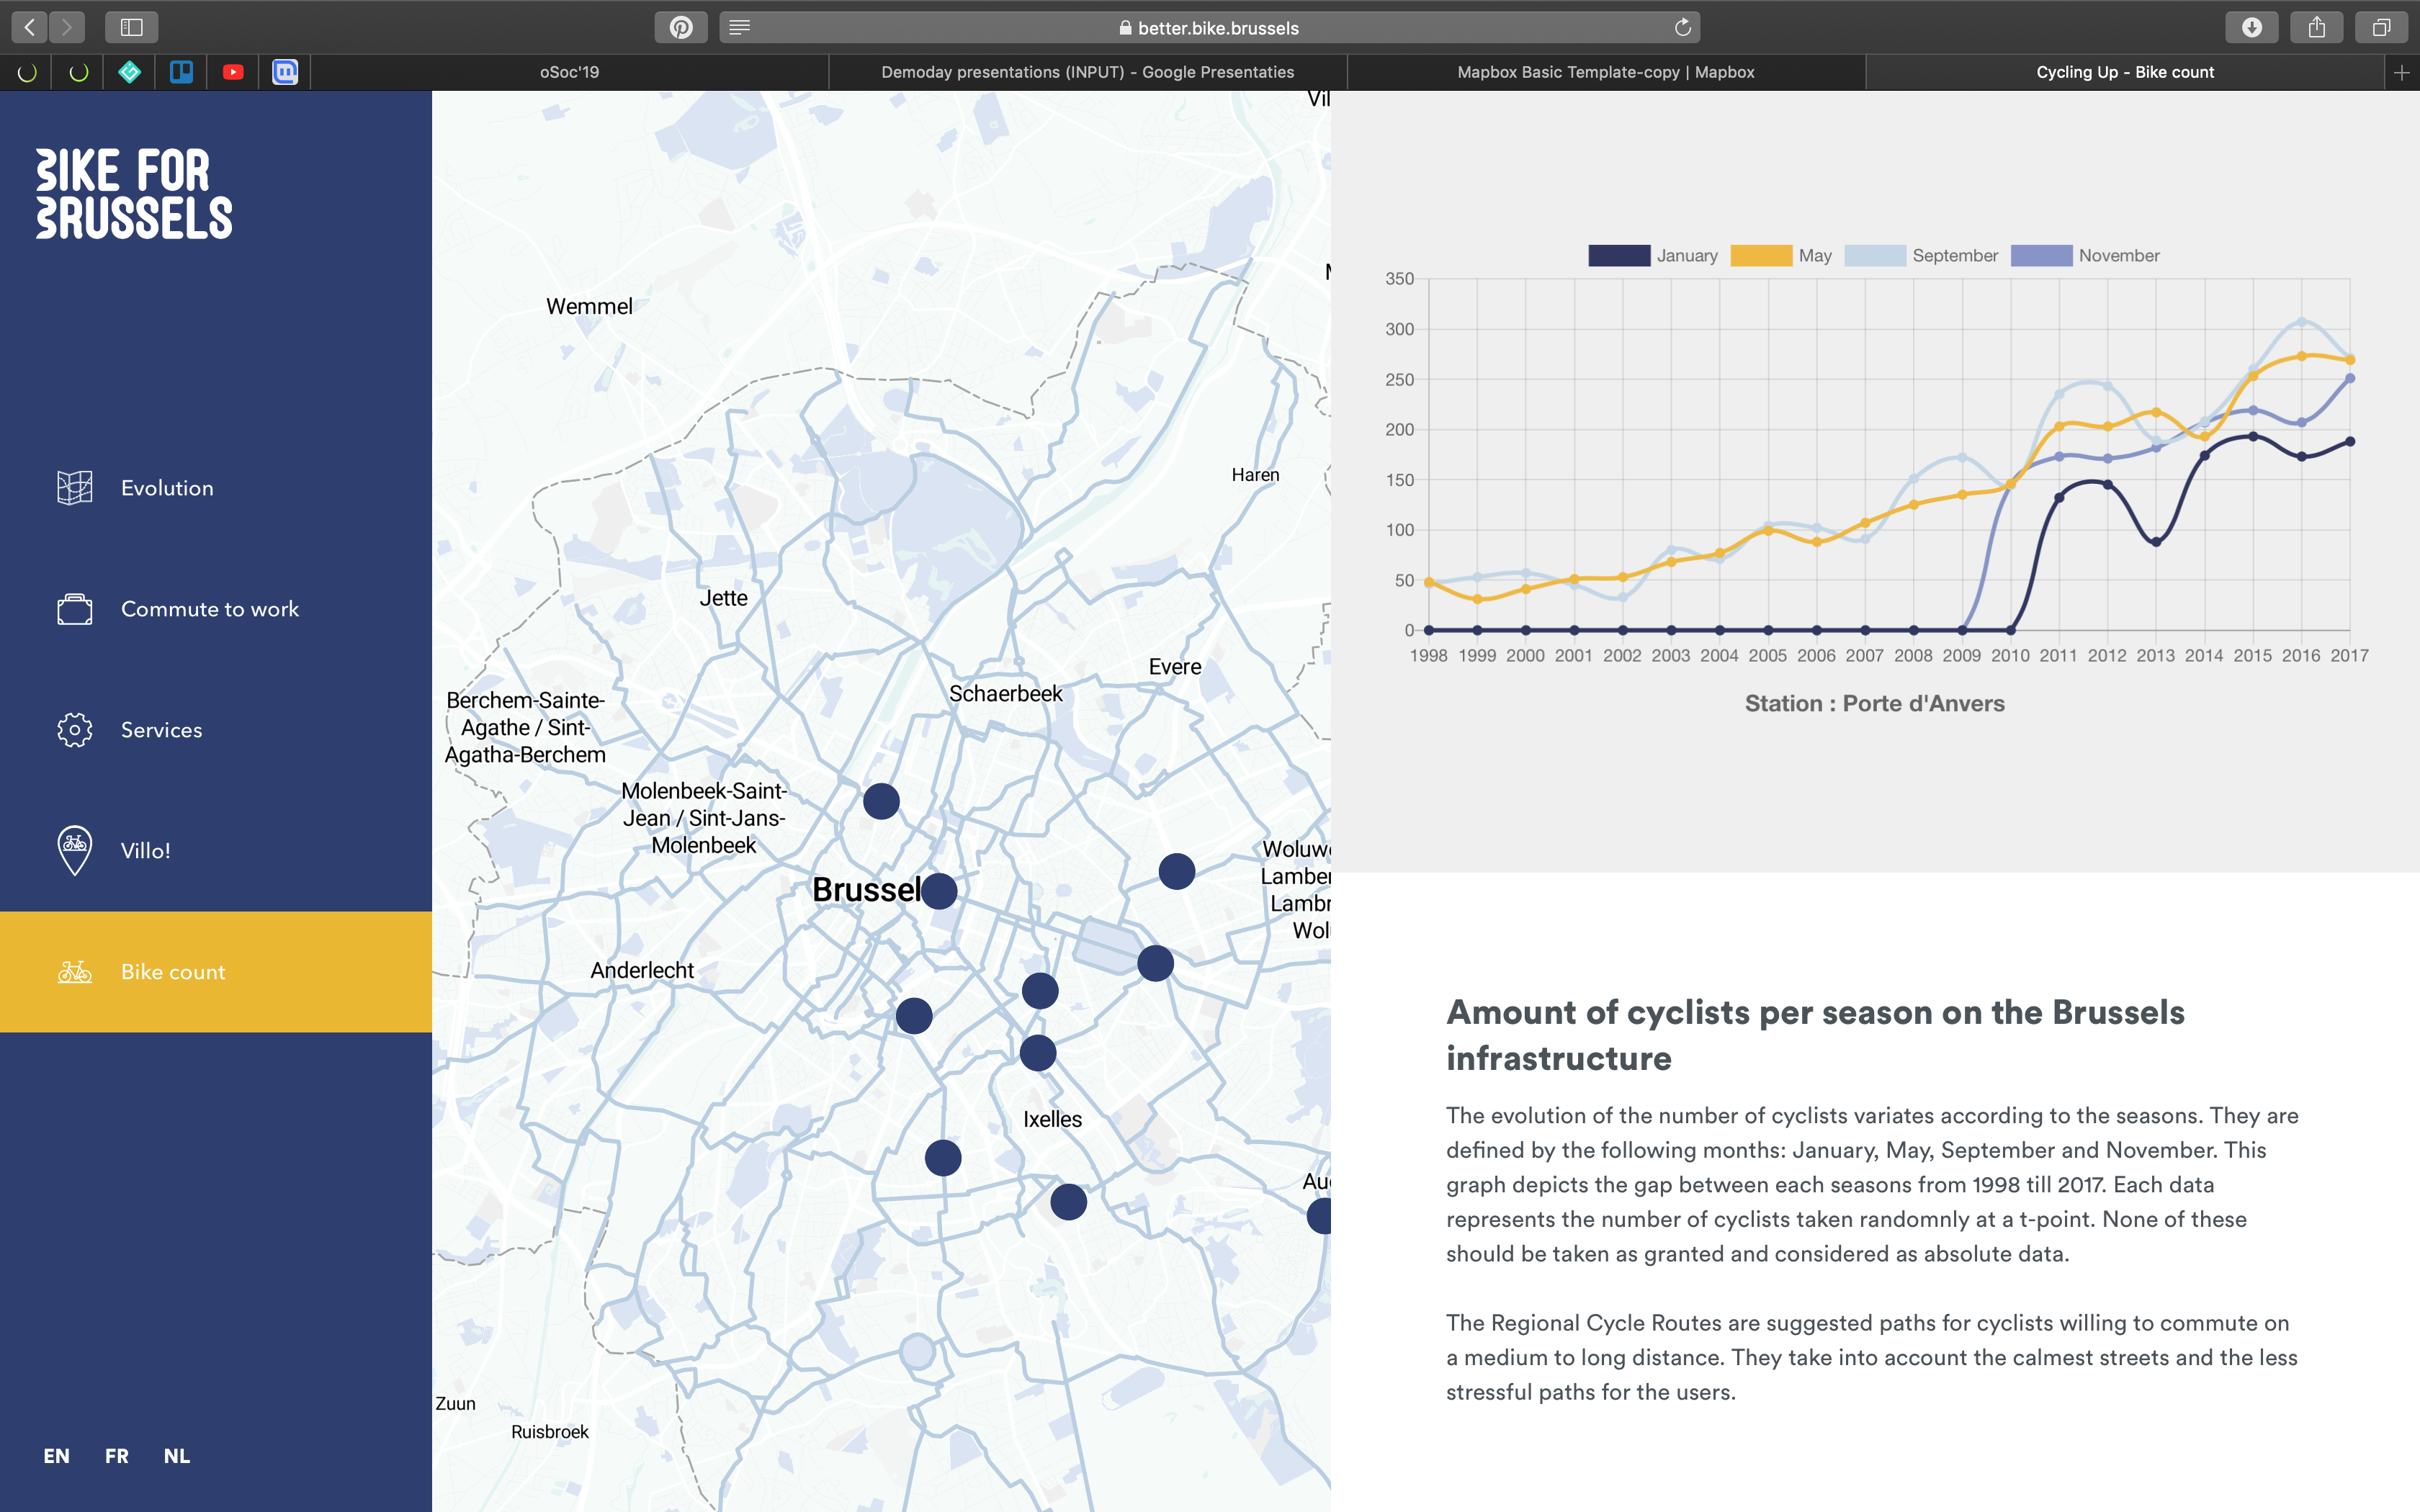 better.bike.brussels
oSoc'19
Demoday presentations (INPUT) - Google Presentaties
Mapbox Basic Template-copy | Mapbox
Cycling Up - Bike count
BIKE FOR
BRUSSELS
Evolution
Commute to work
Services
Villo!
Bike count
EN FR NL
Wemmel
Haren
Jette
Evere
Schaerbeek
Berchem-Sainte-
Agathe / Sint-
Agatha-Berchem
Molenbeek-Saint-
Jean / Sint-Jans-
Molenbeek
Brussel
Anderlecht
Ixelles
Zuun
Ruisbroek
January May September November
350
300
250
200
150
100
50
0
1998 1999 2000 2001 2002 2003 2004 2005 2006 2007 2008 2009 2010 2011 2012 2013 2014 2015 2016 2017
Station : Porte d'Anvers
Amount of cyclists per season on the Brussels
infrastructure
The evolution of the number of cyclists variates according to the seasons. They are
defined by the following months: January, May, September and November. This
graph depicts the gap between each seasons from 1998 till 2017. Each data
represents the number of cyclists taken randomnly at a t-point. None of these
should be taken as granted and considered as absolute data.
The Regional Cycle Routes are suggested paths for cyclists willing to commute on
a medium to long distance. They take into account the calmest streets and the less
stressful paths for the users.